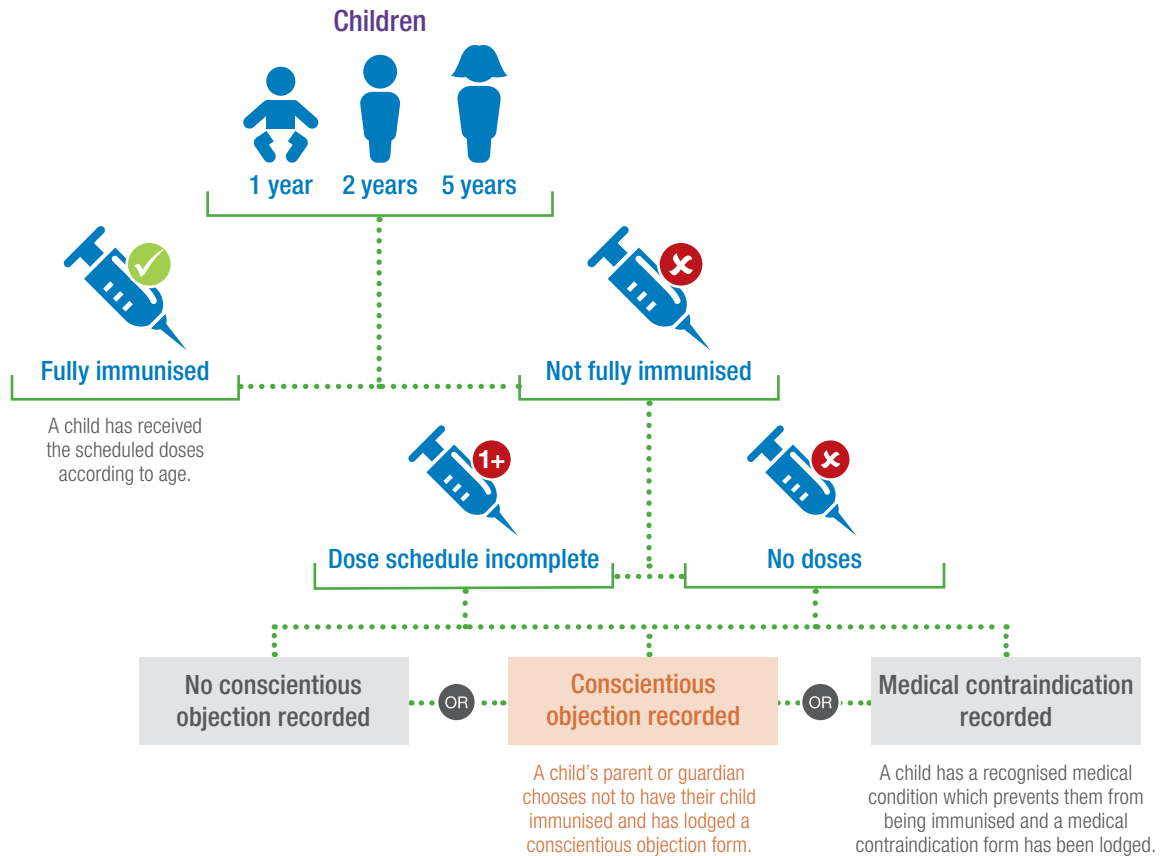 Children
1 year
2 years
5 years
Fully immunised
Not fully immunised
A child has received
the scheduled doses
according to age.
1+
Dose schedule incomplete
No doses
No conscientious
objection recorded
OR
Conscientious
objection recorded
OR
Medical contraindication
recorded
A child’s parent or guardian
chooses not to have their child
immunised and has lodged a
conscientious objection form.
A child has a recognised medical
condition which prevents them from
being immunised and a medical
contraindication form has been lodged.